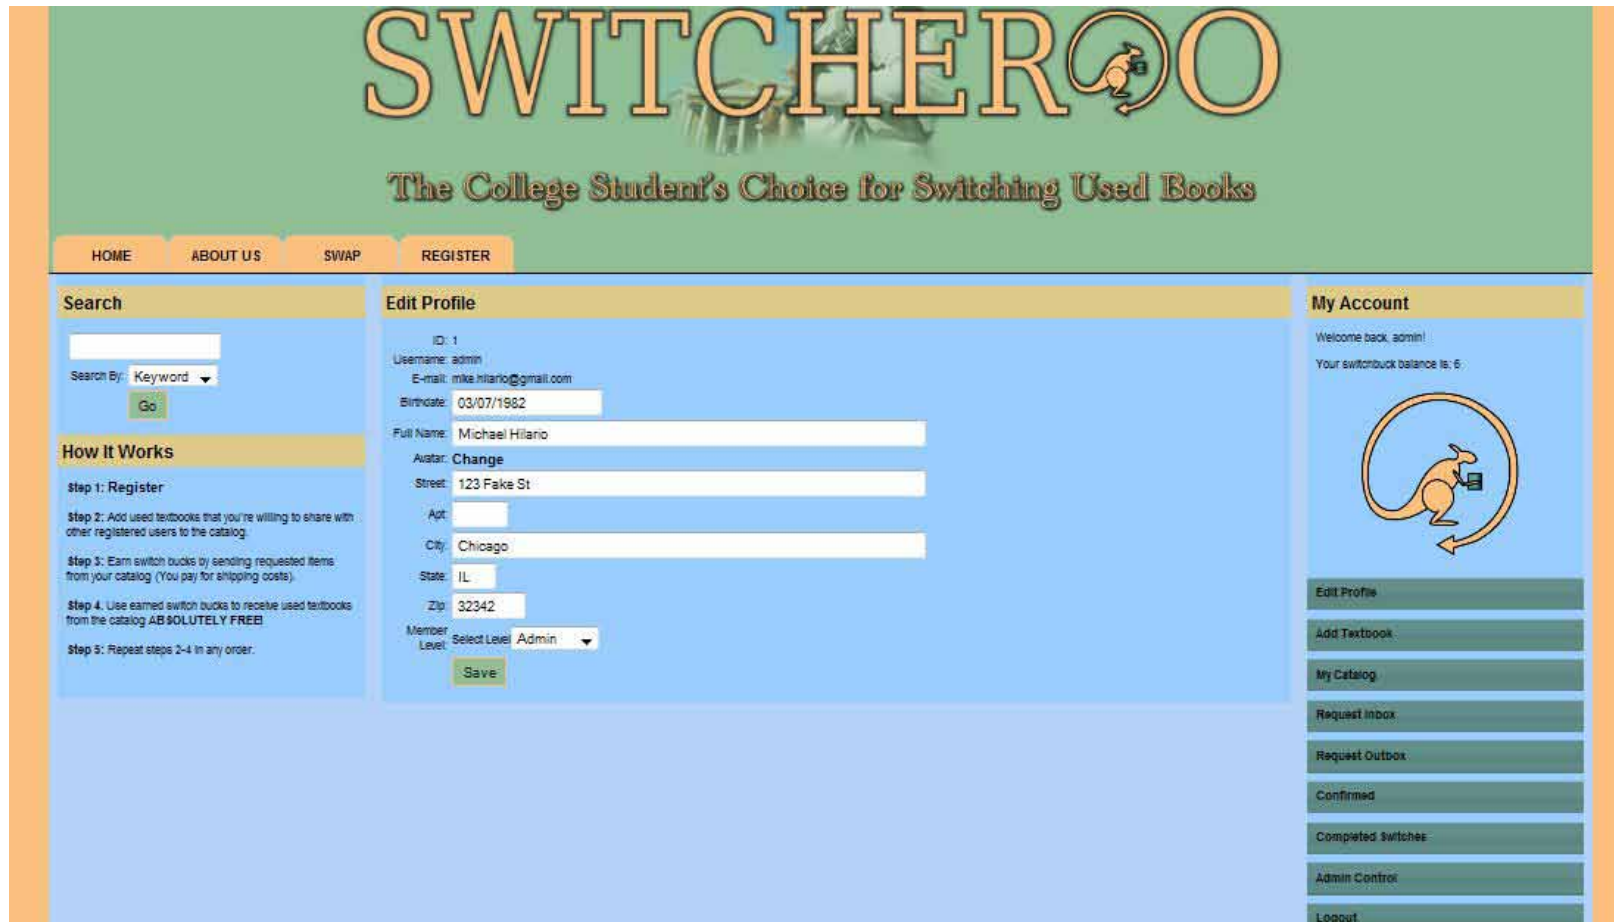 SWITCHEROO
The College Student's Choice for Switching Used Books
HOME ABOUT US SWAP REGISTER
Search
Search By: Keyword
Go
How It Works
Step 1: Register
Step 2: Add used textbooks that you're willing to share with
other registered users to the catalog.
Step 3: Earn switch bucks by sending requested items
from your catalog (You pay for shipping costs).
Step 4. Use earned switch bucks to receive used textbooks
from the catalog ABSOLUTELY FREE!
Step 5: Repeat steps 2-4 in any order.
Edit Profile
ID: 1
Username: admin
E-mail: mike.hilario@gmail.com
Birthdate: 03/07/1982
Full Name: Michael Hilario
Avatar: Change
Street: 123 Fake St
Apt:
City: Chicago
State: IL
Zip: 32342
Member
Level: Select Level Admin
Save
My Account
Welcome back, admin!
Your switchbuck balance is: 6
Edit Profile
Add Textbook
My Catalog
Request Inbox
Request Outbox
Confirmed
Completed Switches
Admin Control
Logout